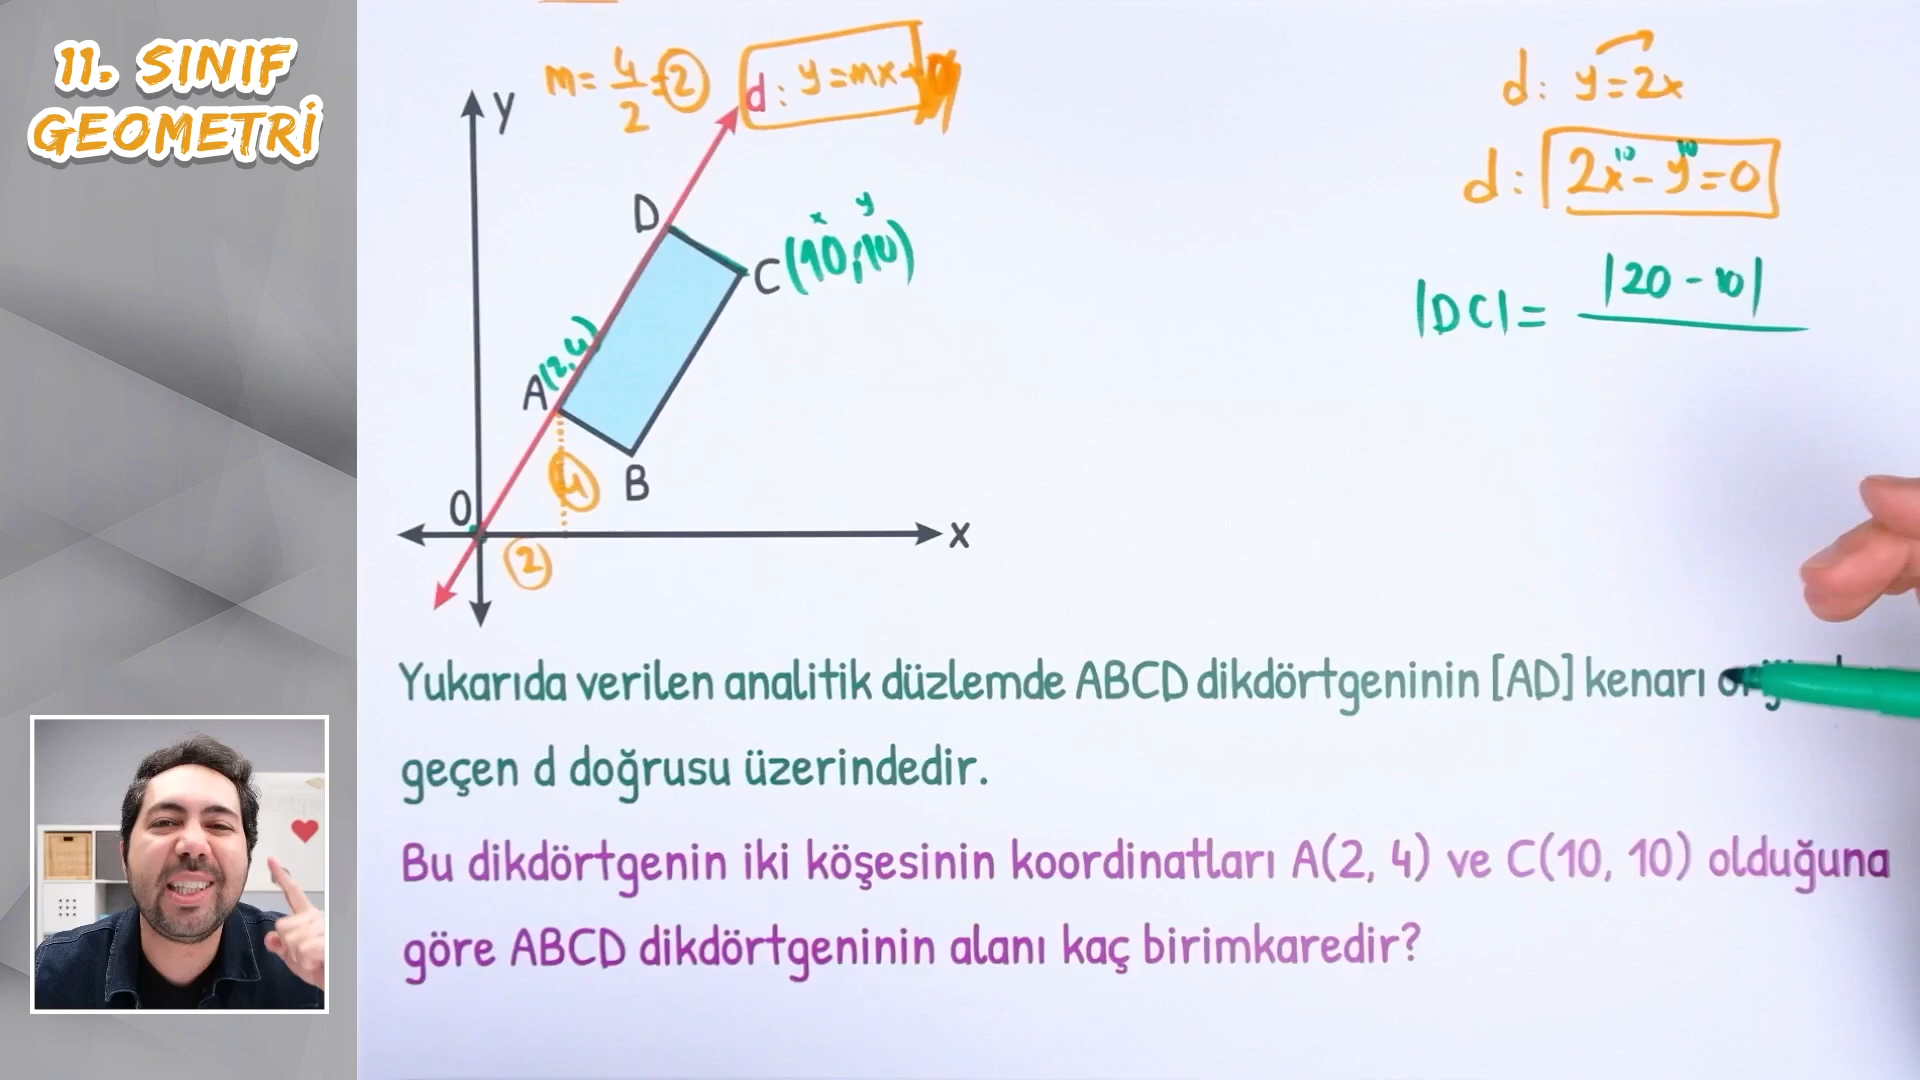 11. SINIF
GEOMETRİ
m= 4/2 = 2
d: y=mx+
y
D
C(10,10)
x y
A(2,4)
4
B
O
2
x
d: y=2x
d: 2x-y=0
10 10
|DC|= |20-10|
Yukarıda verilen analitik düzlemde ABCD dikdörtgeninin [AD] kenarı
geçen d doğrusu üzerindedir.
Bu dikdörtgenin iki köşesinin koordinatları A(2, 4) ve C(10, 10) olduğuna
göre ABCD dikdörtgeninin alanı kaç birimkaredir?